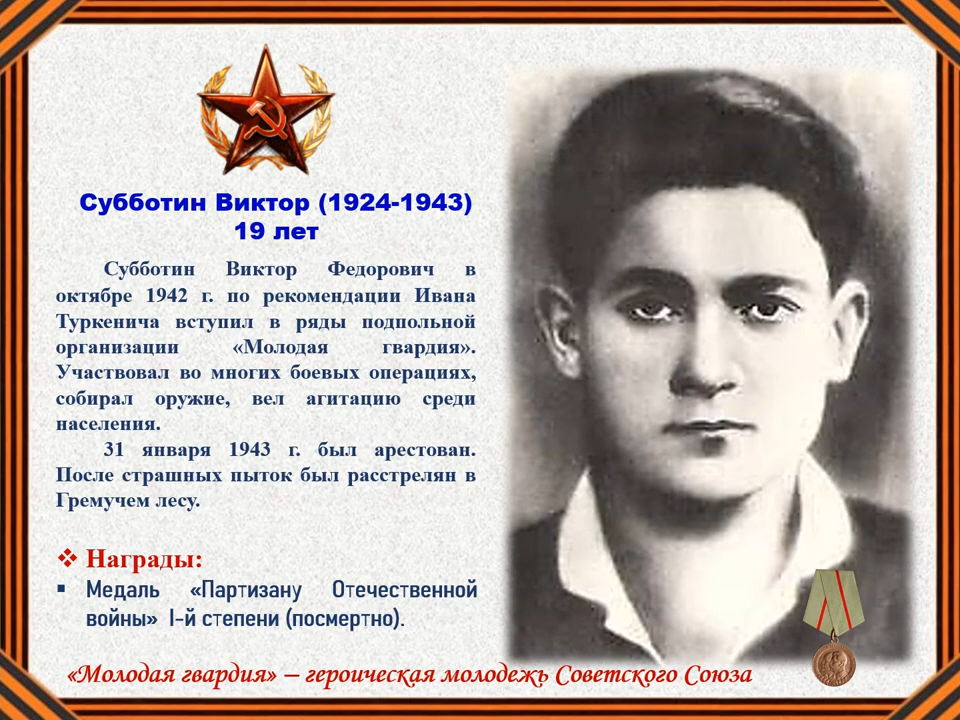 Субботин Виктор (1924-1943)
19 лет
Субботин Виктор Федорович в
октябре 1942 г. по рекомендации Ивана
Туркенича вступил в ряды подпольной
организации «Молодая гвардия».
Участвовал во многих боевых операциях,
собирал оружие, вел агитацию среди
населения.
31 января 1943 г. был арестован.
После страшных пыток был расстрелян в
Гремучем лесу.
❖ Награды:
▪ Медаль «Партизану Отечественной
войны» I-й степени (посмертно).
«Молодая гвардия» – героическая молодежь Советского Союза